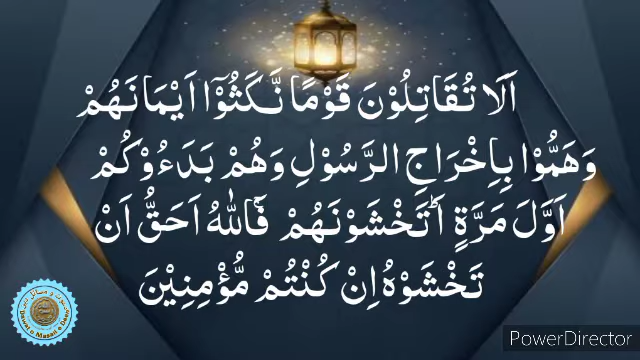 اَلَا تُقَاتِلُوْنَ قَوْمًا نَّكَثُوْۤا اَيْمَانَهُمْ
وَهَمُّوْا بِاِخْرَاجِ الرَّسُوْلِ وَهُمْ بَدَءُوْكُمْ
اَوَّلَ مَرَّةٍ ؕ اَتَخْشَوْنَهُمْ ۚ فَاللّٰهُ اَحَقُّ اَنْ
تَخْشَوْهُ اِنْ كُنْتُمْ مُّؤْمِنِيْنَ
PowerDirector